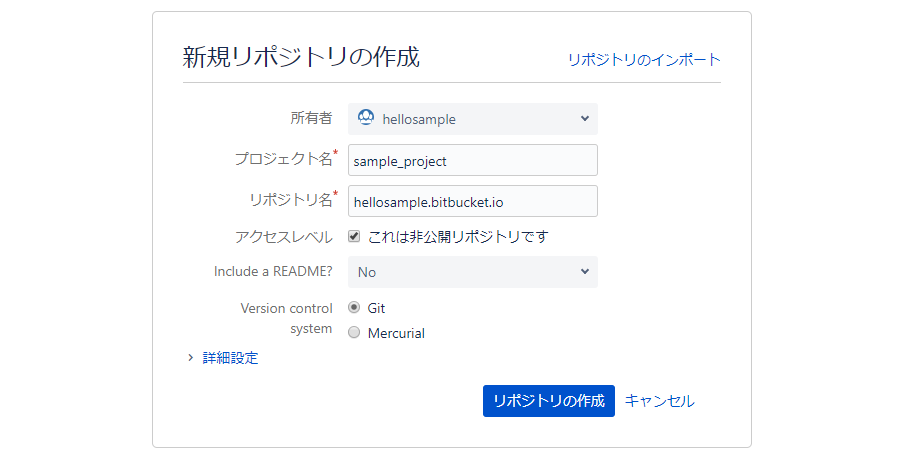 新規リポジトリの作成
リポジトリのインポート
所有者 hellosample
プロジェクト名* sample_project
リポジトリ名* hellosample.bitbucket.io
アクセスレベル これは非公開リポジトリです
Include a README? No
Version control system
Git
Mercurial
詳細設定
リポジトリの作成 キャンセル